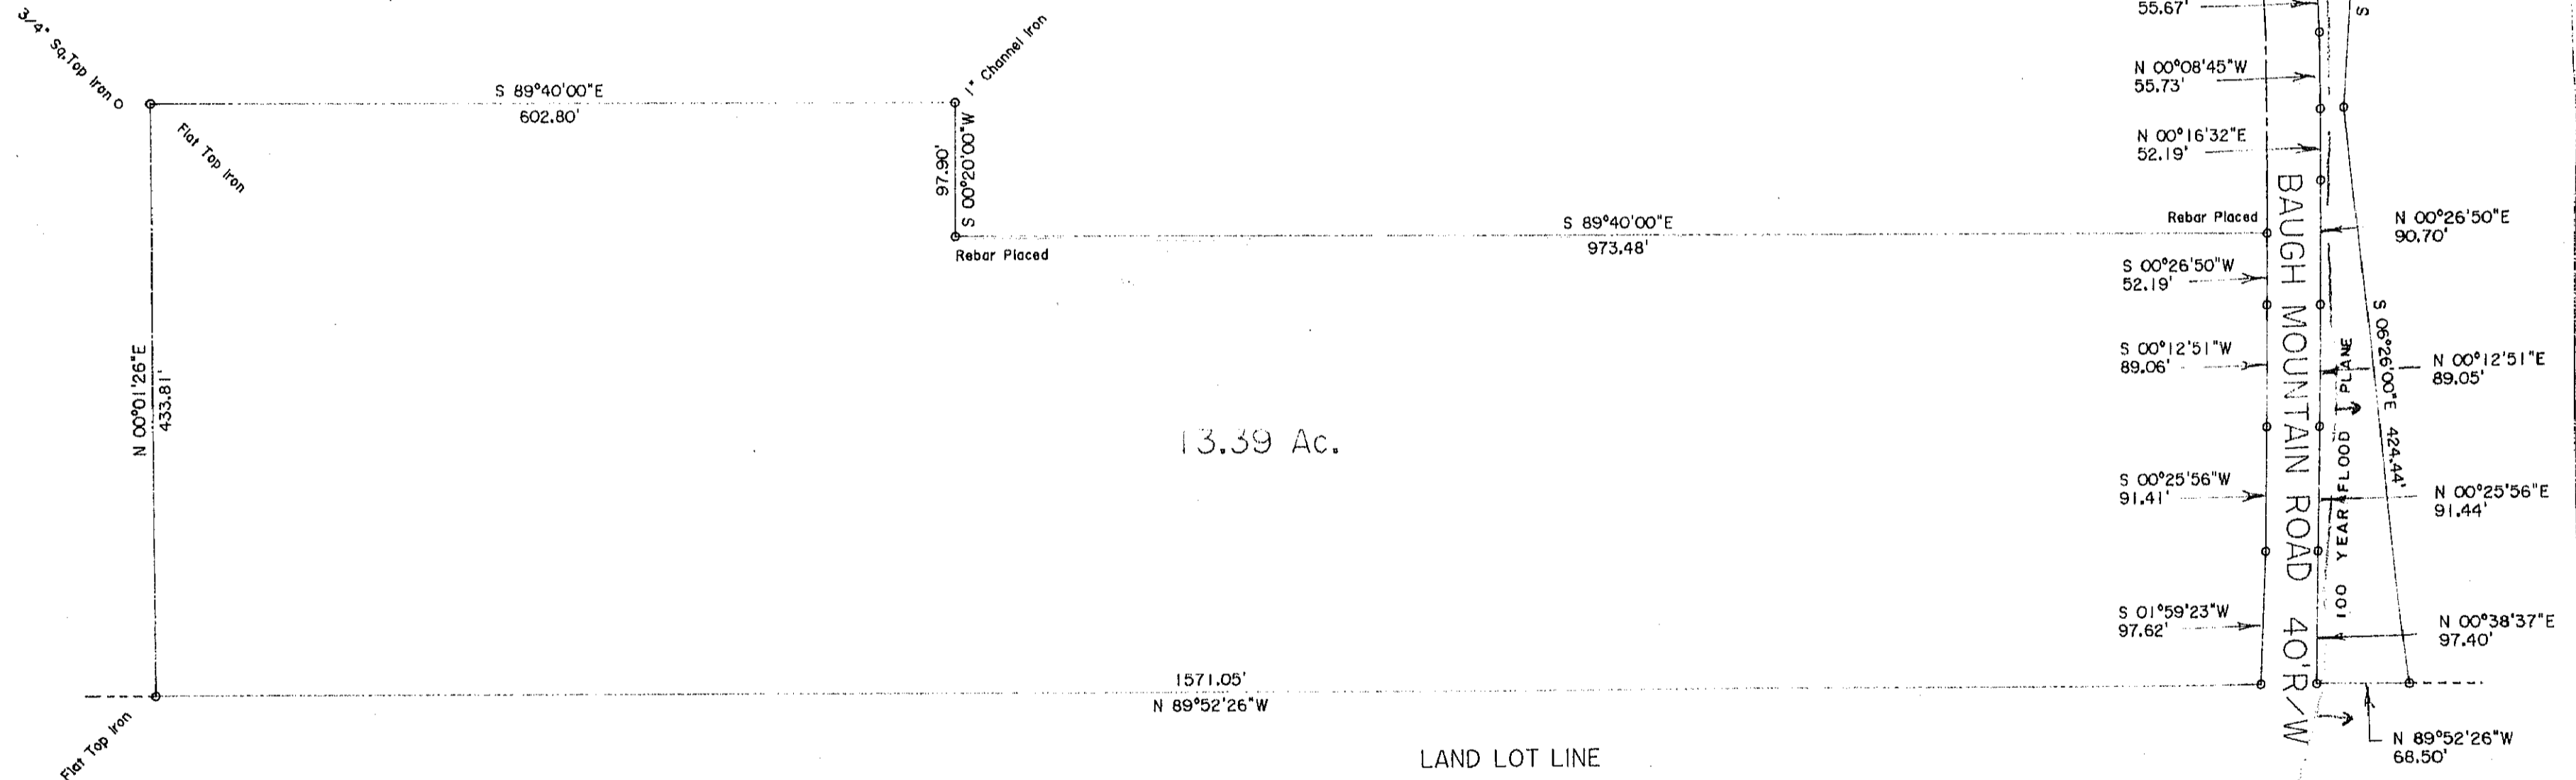 3/4" Sq.Top Iron
Flat Top Iron
S 89°40'00"E
602.80'
1" Channel Iron
97.90'
S 00°20'00"W
Rebar Placed
S 89°40'00"E
973.48'
Rebar Placed
N 00°01'26"E
433.81'
13.39 Ac.
55.67'
N 00°08'45"W
55.73'
N 00°16'32"E
52.19'
S 00°26'50"W
52.19'
S 00°12'51"W
89.06'
S 00°25'56"W
91.41'
S 01°59'23"W
97.62'
BAUGH MOUNTAIN ROAD 40'R/W
100 YEAR FLOOD PLANE
S
S 06°26'00"E 424.44'
N 00°26'50"E
90.70'
N 00°12'51"E
89.05'
N 00°25'56"E
91.44'
N 00°38'37"E
97.40'
N 89°52'26"W
68.50'
1571.05'
N 89°52'26"W
Flat Top Iron
LAND LOT LINE